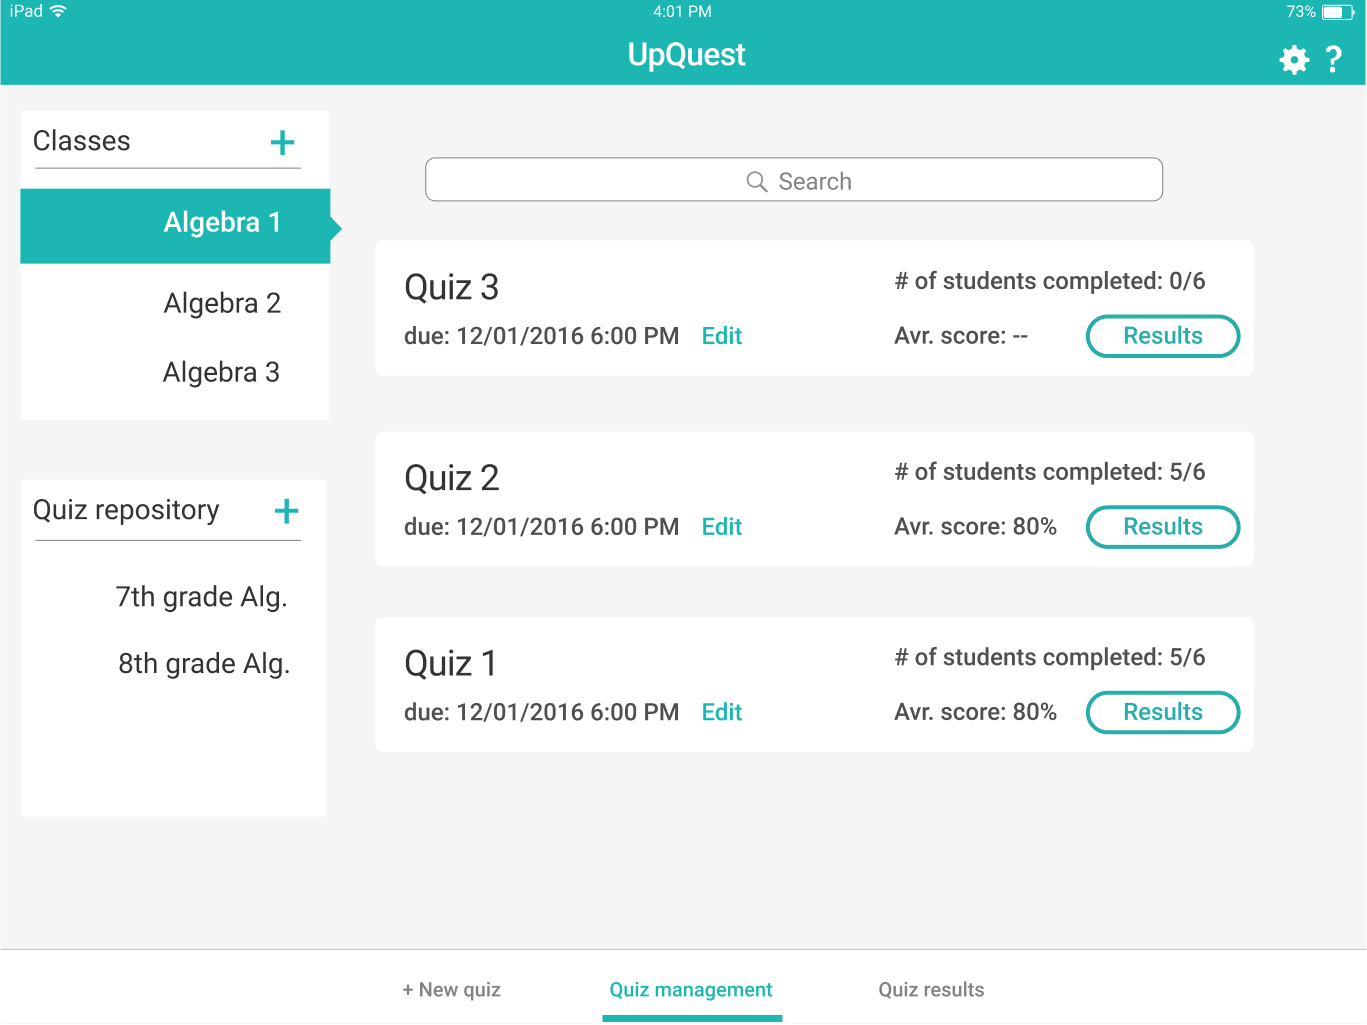 iPad
4:01 PM
73%
UpQuest
?
Classes +
Algebra 1
Algebra 2
Algebra 3
Quiz repository +
7th grade Alg.
8th grade Alg.
Search
Quiz 3
# of students completed: 0/6
due: 12/01/2016 6:00 PM Edit
Avr. score: --
Results
Quiz 2
# of students completed: 5/6
due: 12/01/2016 6:00 PM Edit
Avr. score: 80%
Results
Quiz 1
# of students completed: 5/6
due: 12/01/2016 6:00 PM Edit
Avr. score: 80%
Results
+ New quiz
Quiz management
Quiz results